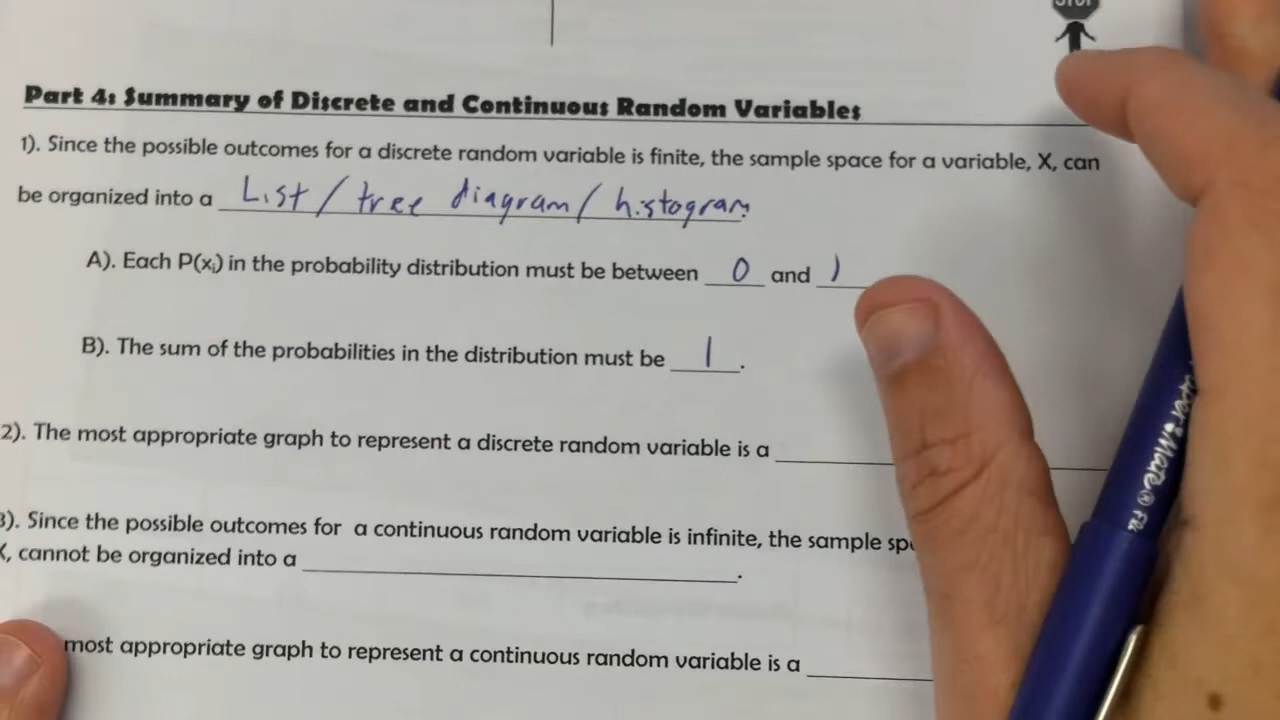 STOP
Part 4: Summary of Discrete and Continuous Random Variables
1). Since the possible outcomes for a discrete random variable is finite, the sample space for a variable, X, can
be organized into a List / tree diagram / histogram
A). Each P(xᵢ) in the probability distribution must be between 0 and 1
B). The sum of the probabilities in the distribution must be 1.
2). The most appropriate graph to represent a discrete random variable is a
3). Since the possible outcomes for a continuous random variable is infinite, the sample
X, cannot be organized into a .
most appropriate graph to represent a continuous random variable is a